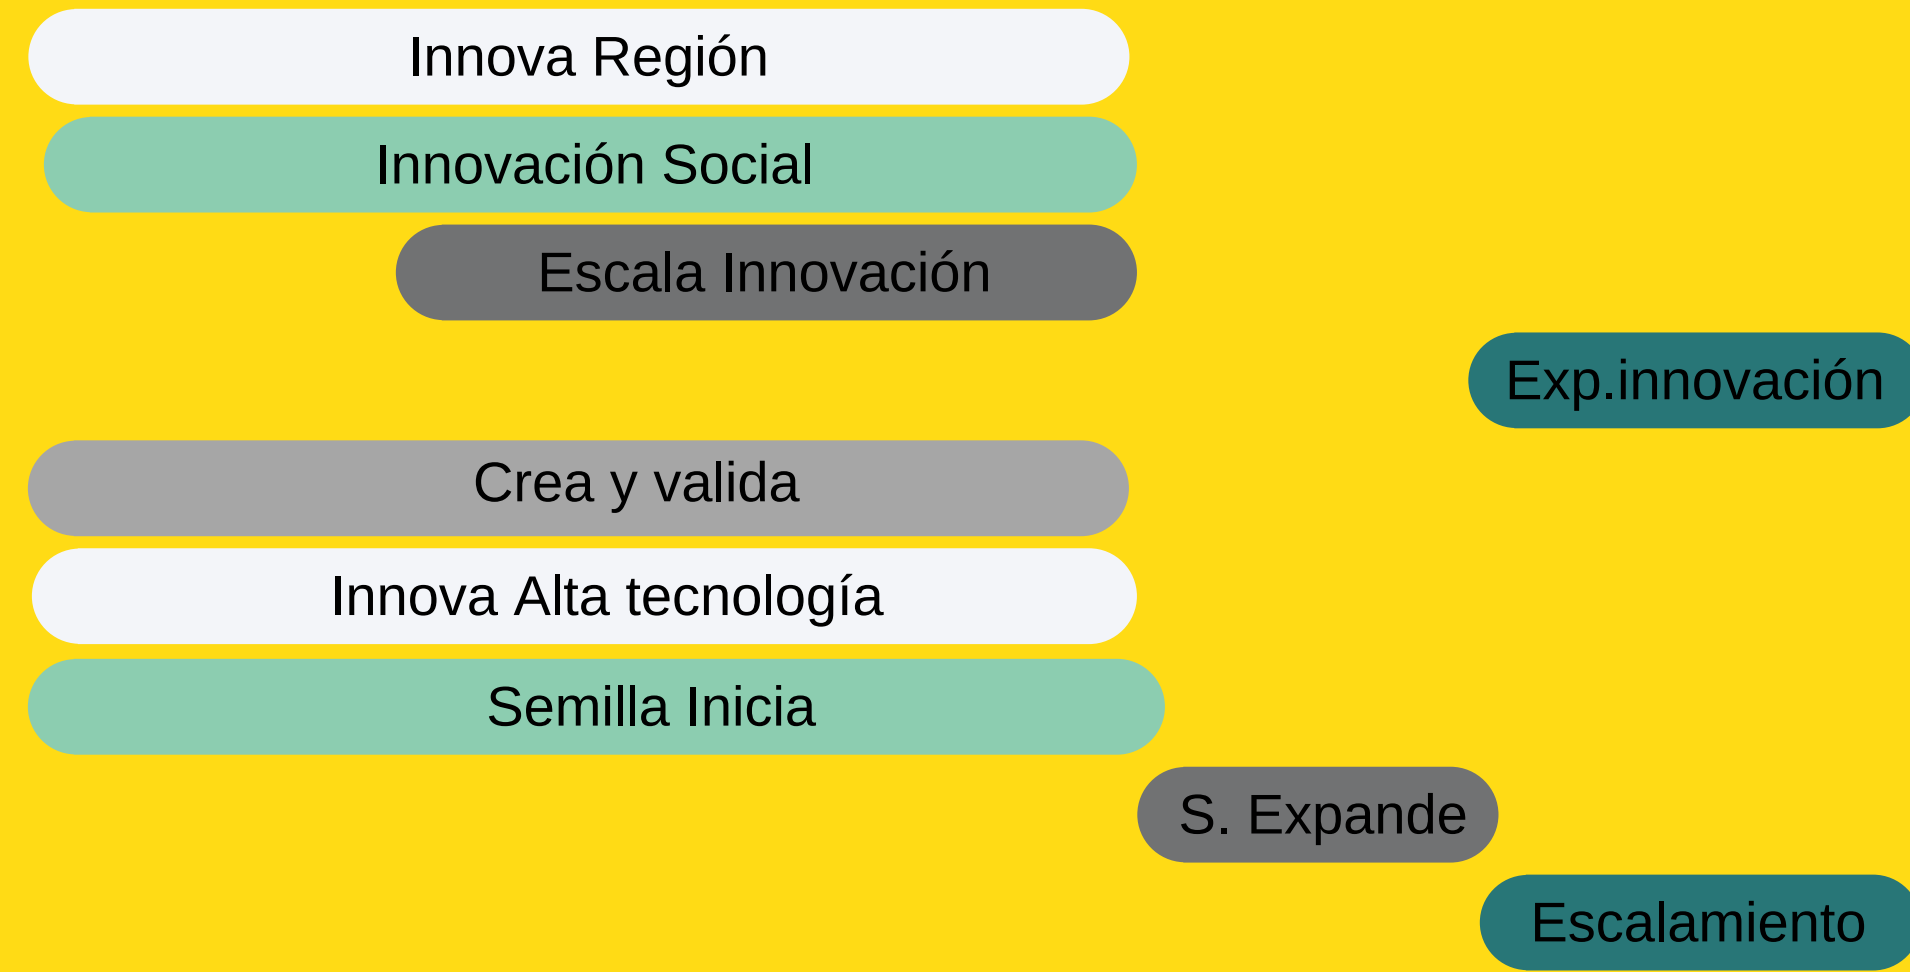 Innova Región
Innovación Social
Escala Innovación
Exp.innovación
Crea y valida
Innova Alta tecnología
Semilla Inicia
S. Expande
Escalamiento